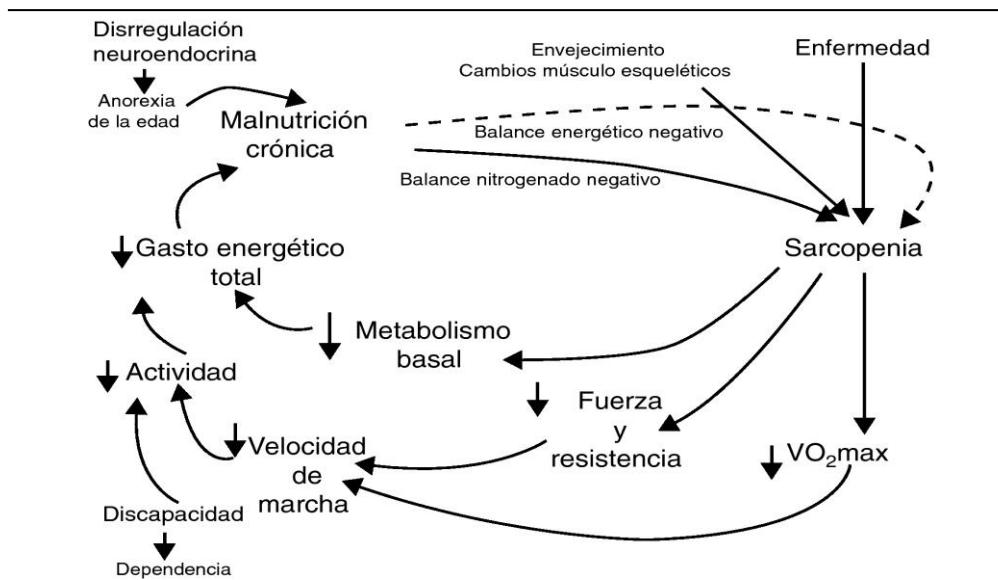 Disrregulación
neuroendocrina
Anorexia
de la edad
Malnutrición
crónica
Envejecimiento
Cambios músculo esqueléticos
Enfermedad
Balance energético negativo
Balance nitrogenado negativo
Sarcopenia
Gasto energético
total
Metabolismo
basal
Actividad
Fuerza
y
resistencia
Velocidad
de
marcha
VO₂max
Discapacidad
Dependencia